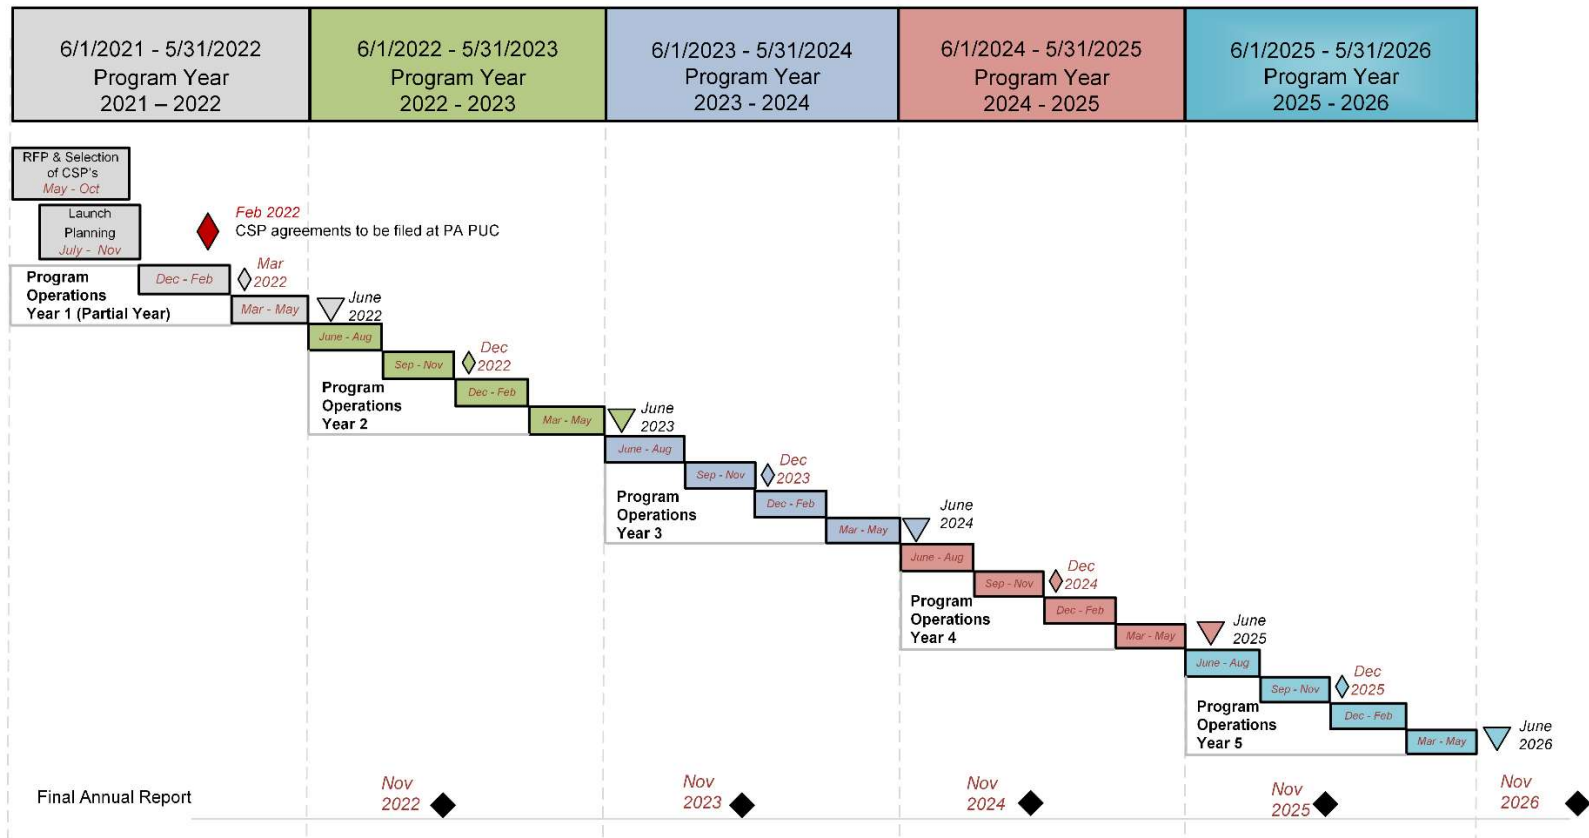 6/1/2021 - 5/31/2022
Program Year
2021 – 2022
6/1/2022 - 5/31/2023
Program Year
2022 - 2023
6/1/2023 - 5/31/2024
Program Year
2023 - 2024
6/1/2024 - 5/31/2025
Program Year
2024 - 2025
6/1/2025 - 5/31/2026
Program Year
2025 - 2026
RFP & Selection
of CSP's
May - Oct
Launch
Planning
July - Nov
Feb 2022
CSP agreements to be filed at PA PUC
Program
Operations
Year 1 (Partial Year)
Dec - Feb
Mar
2022
Mar - May
June
2022
June - Aug
Sep - Nov
Dec
2022
Program
Operations
Year 2
Dec - Feb
Mar - May
June
2023
June - Aug
Sep - Nov
Dec
2023
Program
Operations
Year 3
Dec - Feb
Mar - May
June
2024
June - Aug
Sep - Nov
Dec
2024
Program
Operations
Year 4
Dec - Feb
Mar - May
June
2025
June - Aug
Sep - Nov
Dec
2025
Program
Operations
Year 5
Dec - Feb
Mar - May
June
2026
Final Annual Report
Nov
2022
Nov
2023
Nov
2024
Nov
2025
Nov
2026